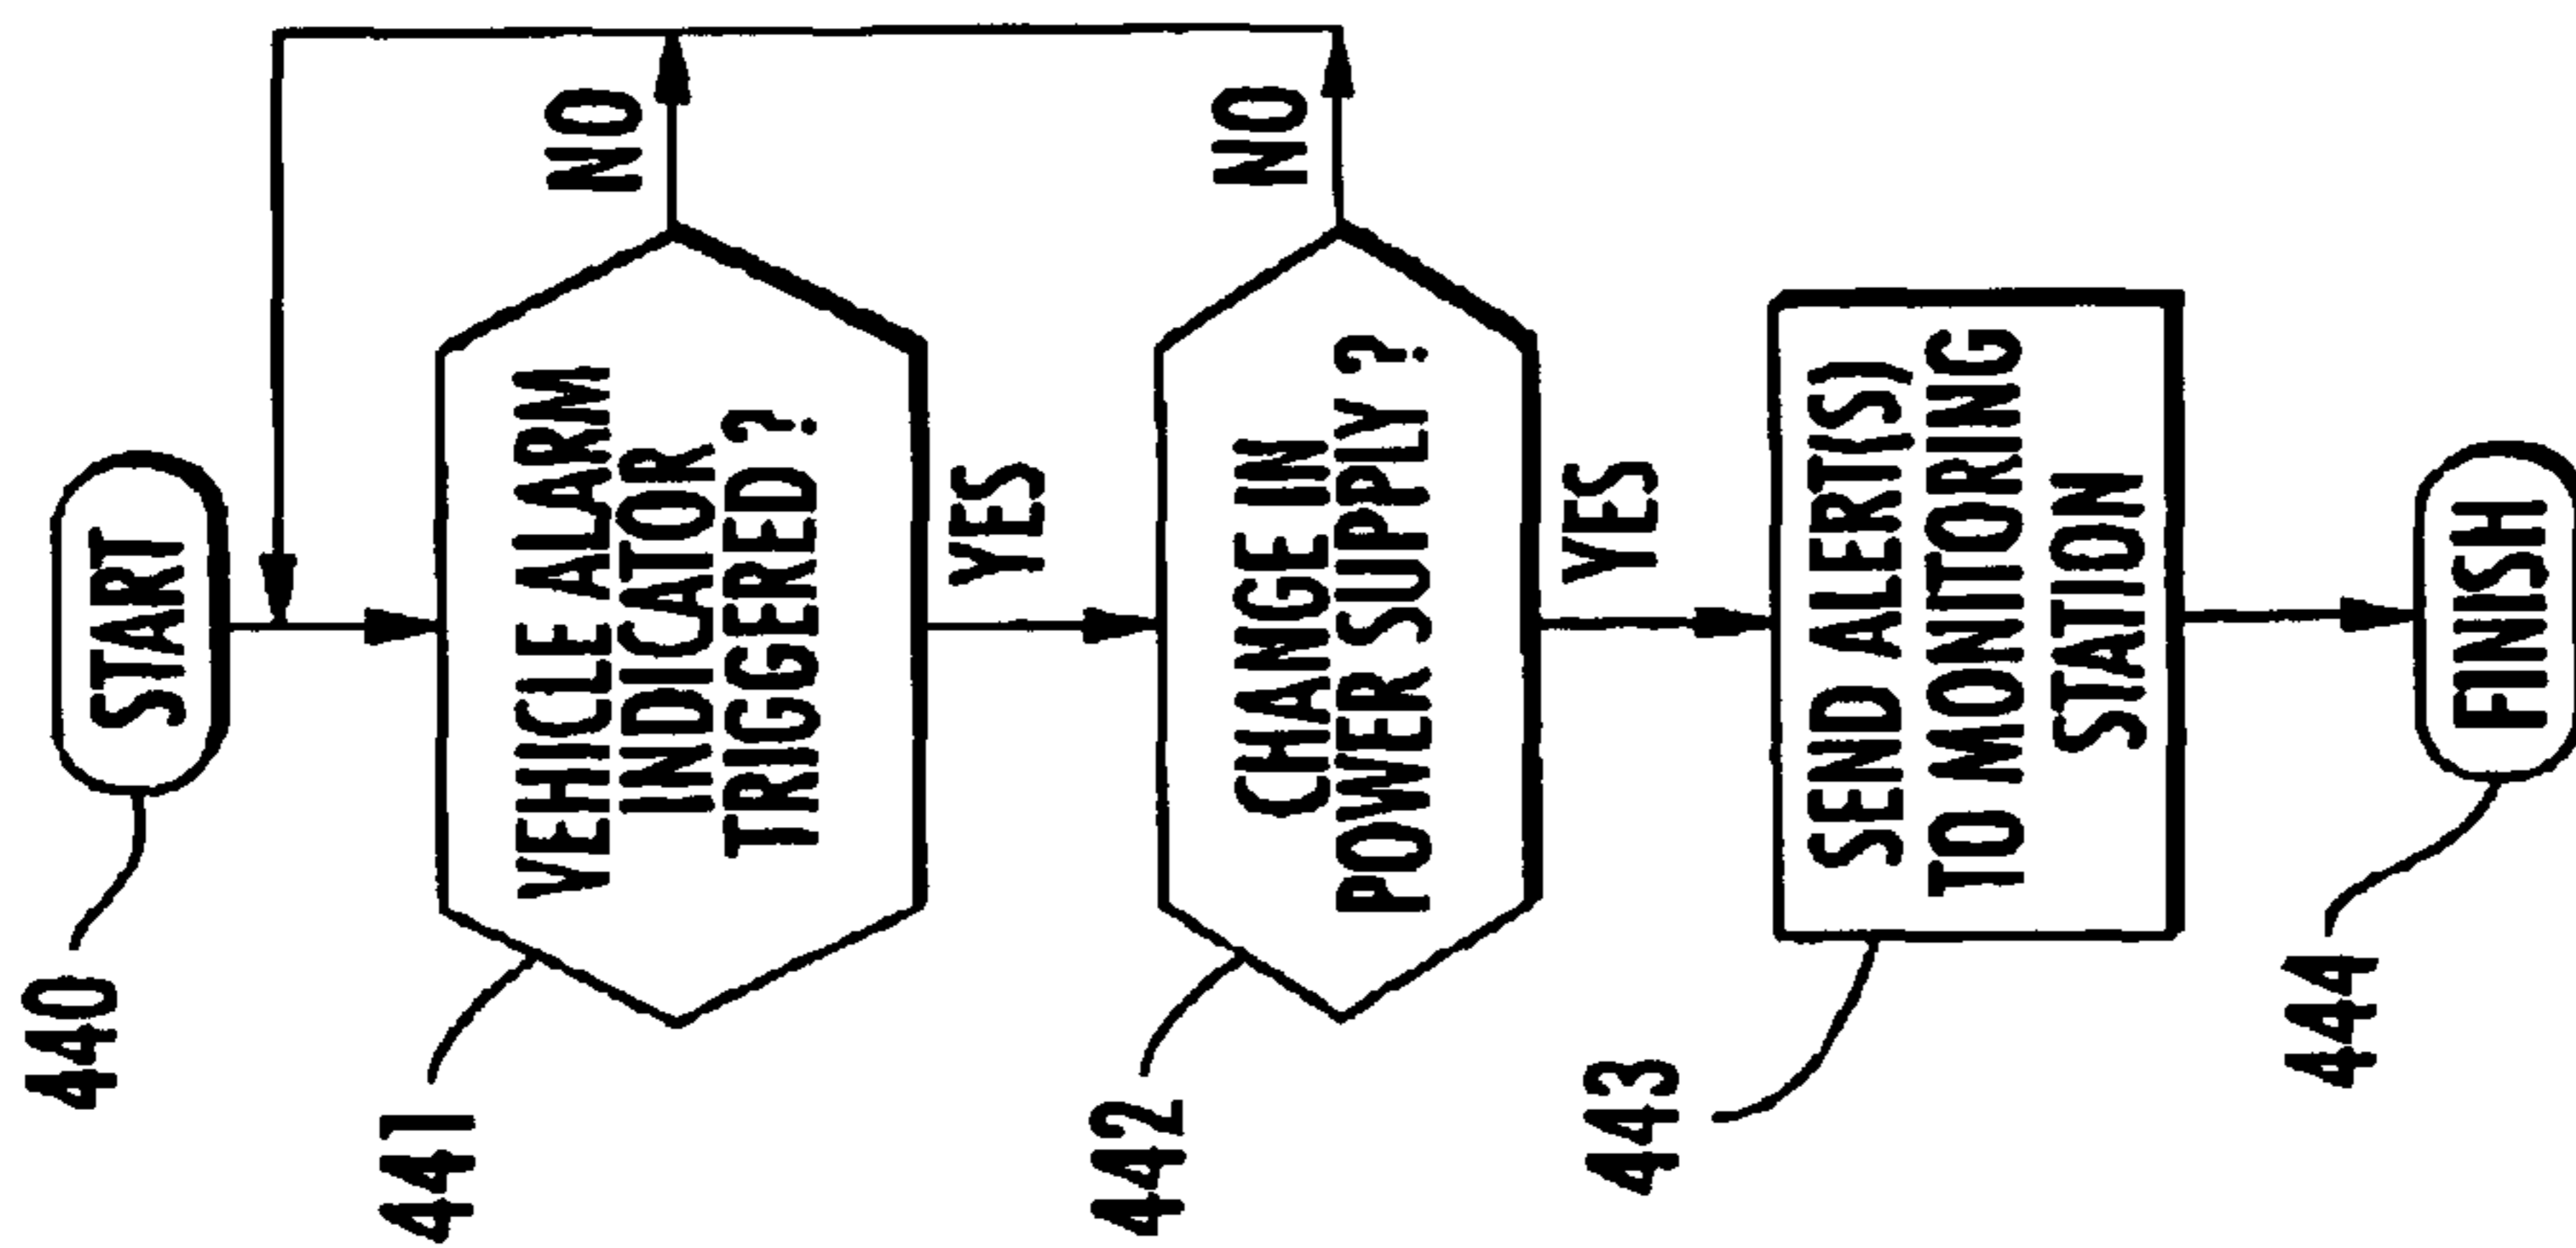 440
START
441
VEHICLE ALARM
INDICATOR
TRIGGERED ?
NO
YES
442
CHANGE IN
POWER SUPPLY ?
NO
YES
443
SEND ALERT(S)
TO MONITORING
STATION
444
FINISH